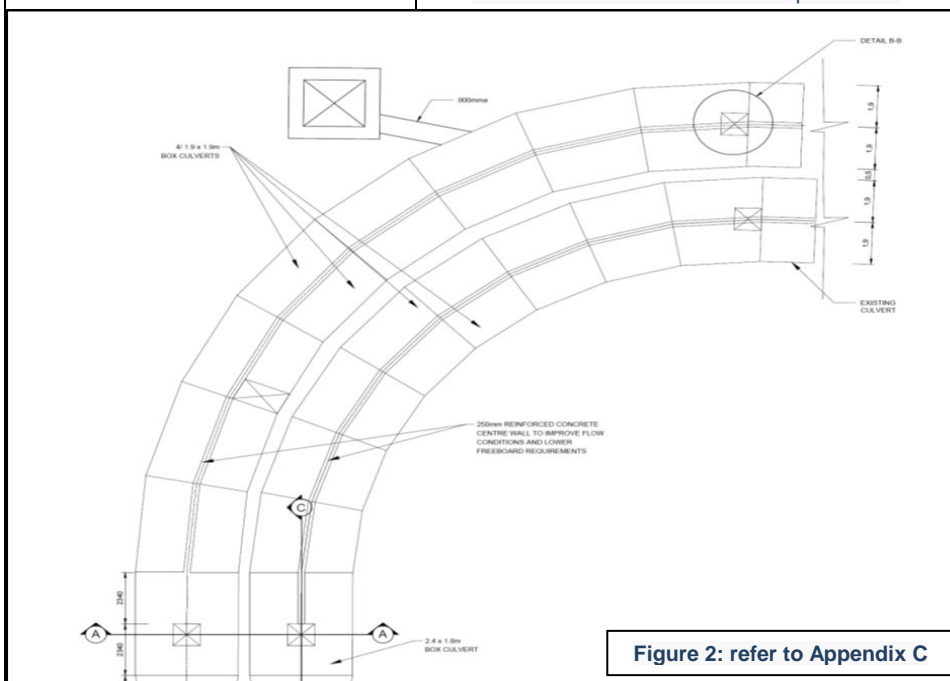 DETAIL B-B
900mmø
4/ 1.9 x 1.9m
BOX CULVERTS
1,9
1,9
0,5
1,9
1,9
EXISTING
CULVERT
250mm REINFORCED CONCRETE
CENTRE WALL TO IMPROVE FLOW
CONDITIONS AND LOWER
FREEBOARD REQUIREMENTS
C
2340
A
A
2340
2.4 x 1.8m
BOX CULVERT
Figure 2: refer to Appendix C